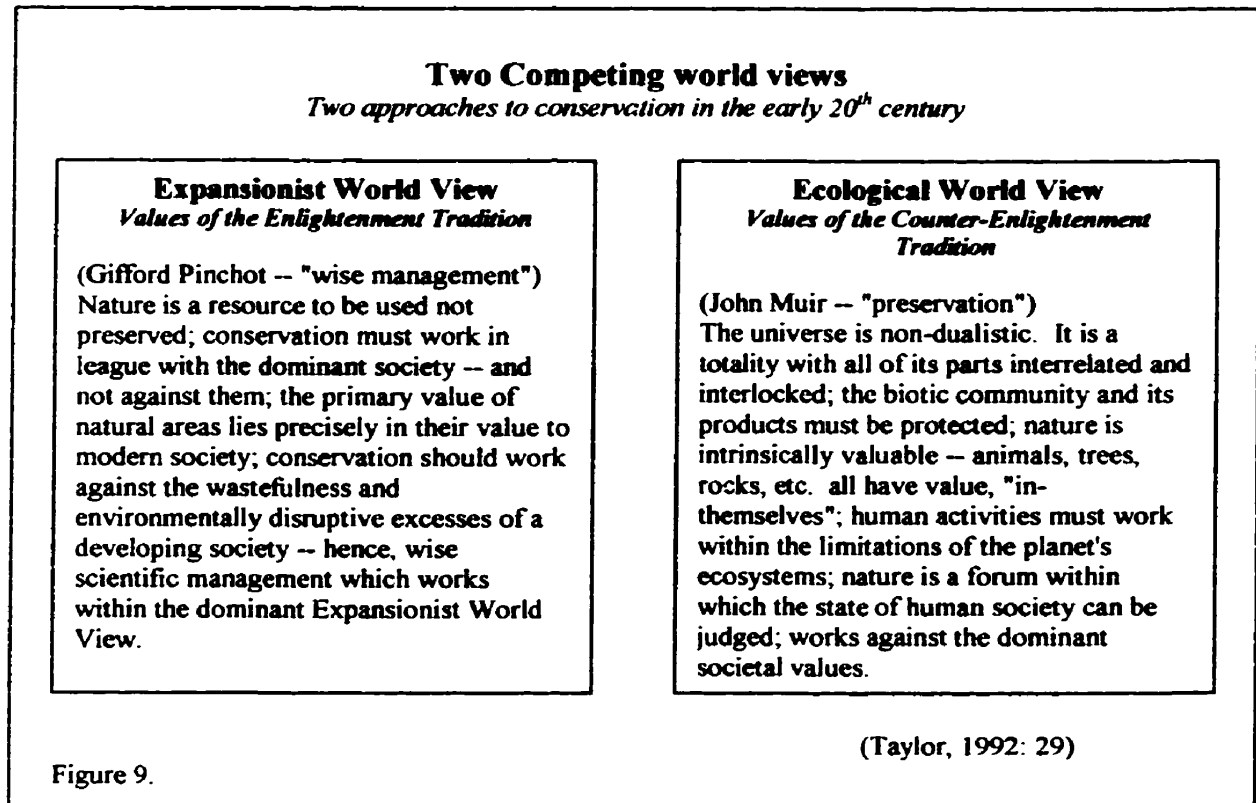 Two Competing world views
Two approaches to conservation in the early 20th century
Expansionist World View
Values of the Enlightenment Tradition
(Gifford Pinchot -- "wise management")
Nature is a resource to be used not
preserved; conservation must work in
league with the dominant society -- and
not against them; the primary value of
natural areas lies precisely in their value to
modern society; conservation should work
against the wastefulness and
environmentally disruptive excesses of a
developing society -- hence, wise
scientific management which works
within the dominant Expansionist World
View.
Ecological World View
Values of the Counter-Enlightenment
Tradition
(John Muir -- "preservation")
The universe is non-dualistic. It is a
totality with all of its parts interrelated and
interlocked; the biotic community and its
products must be protected; nature is
intrinsically valuable -- animals, trees,
rocks, etc. all have value, "in-
themselves"; human activities must work
within the limitations of the planet's
ecosystems; nature is a forum within
which the state of human society can be
judged; works against the dominant
societal values.
(Taylor, 1992: 29)
Figure 9.